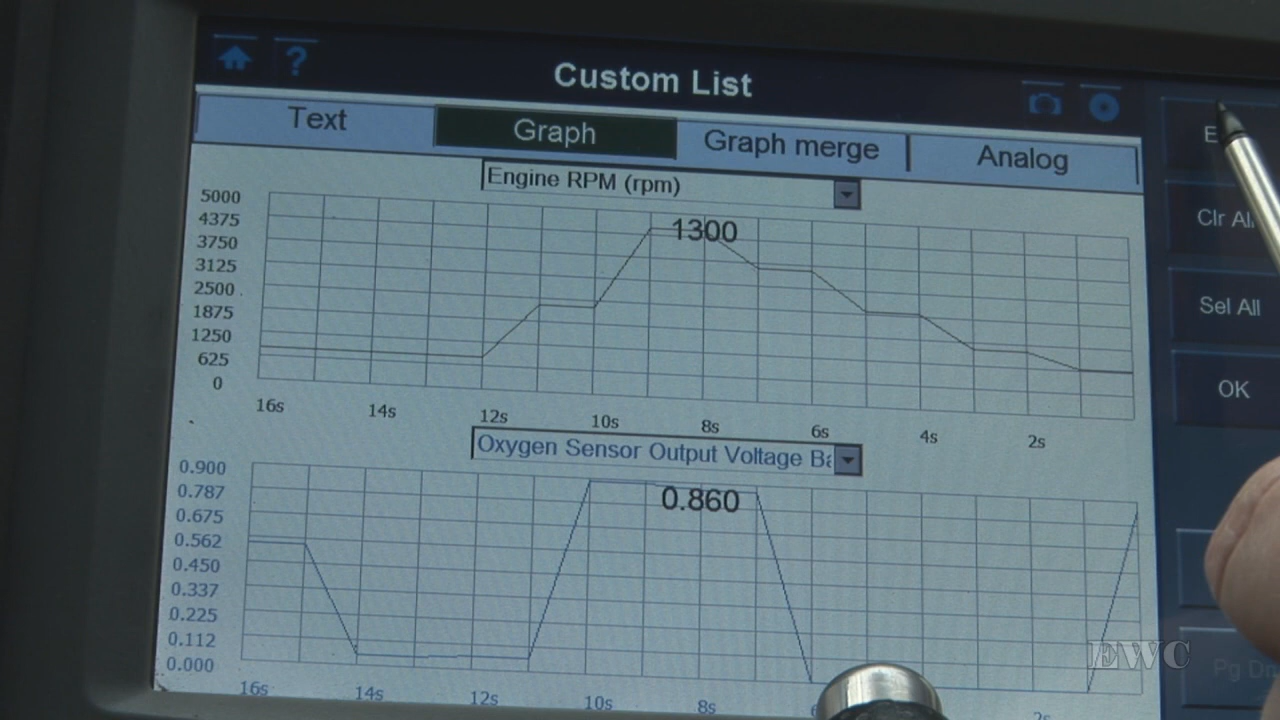 ?
Custom List
Text
Graph
Graph merge
Analog
Clr All
Sel All
OK
Engine RPM (rpm)
1300
5000
4375
3750
3125
2500
1875
1250
625
0
16s 14s 12s 10s 8s 6s 4s 2s
Oxygen Sensor Output Voltage Ba
0.860
0.900
0.787
0.675
0.562
0.450
0.337
0.225
0.112
0.000
16s 14s 12s 10s 8s 2s
EWC